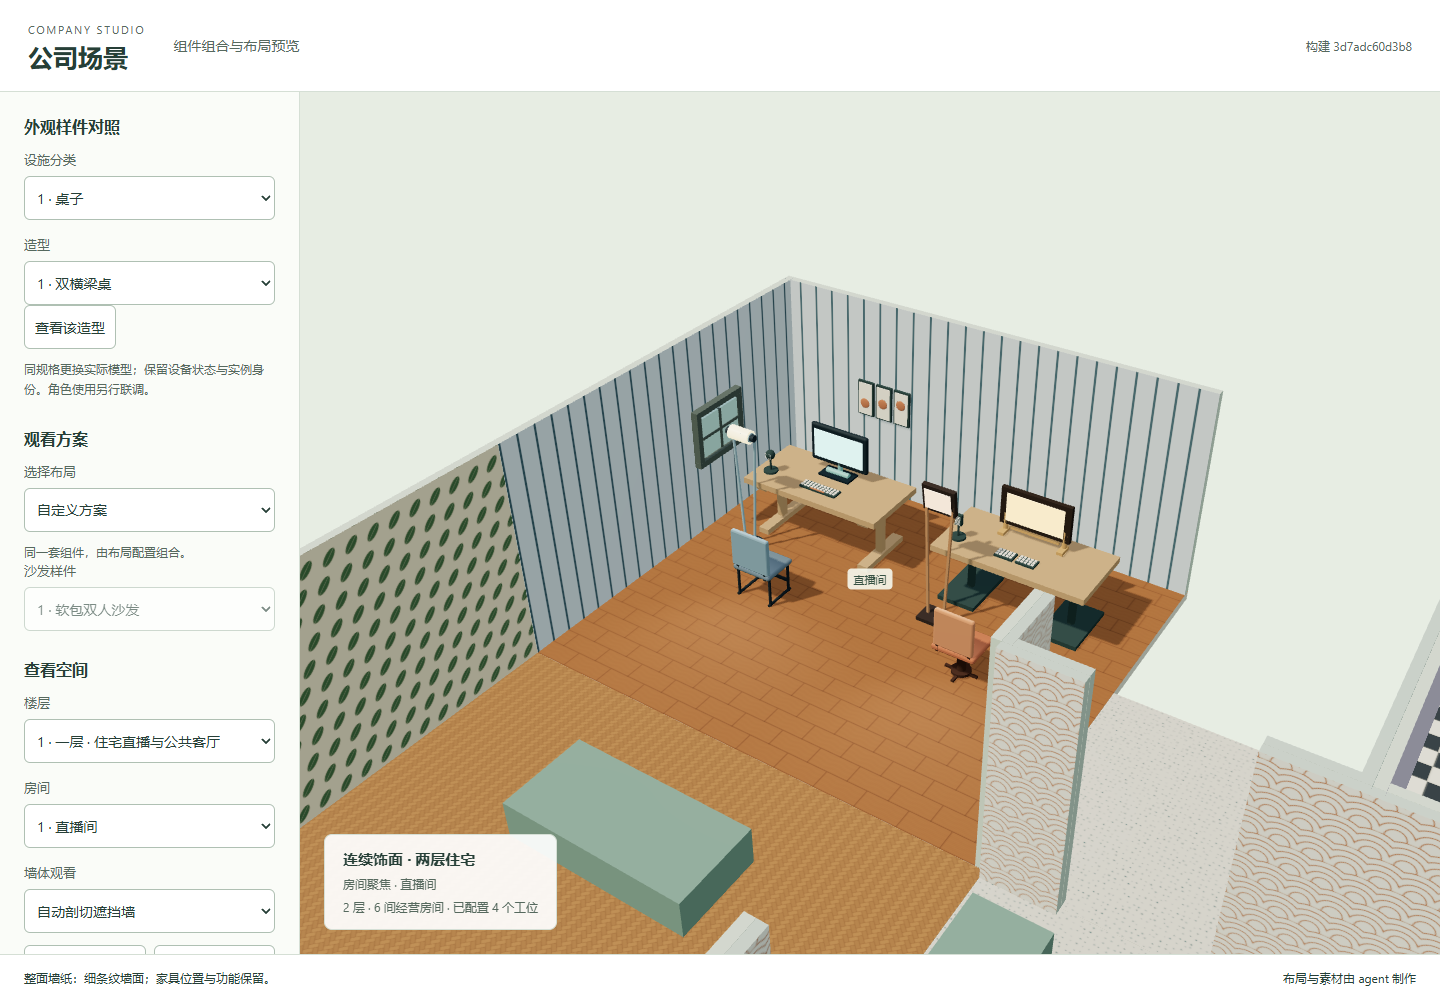 COMPANY STUDIO
公司场景
组件组合与布局预览
构建 3d7adc60d3b8
外观样件对照
设施分类
1 · 桌子
造型
1 · 双横梁桌
查看该造型
同规格更换实际模型；保留设备状态与实例身
份。角色使用另行联调。
观看方案
选择布局
自定义方案
同一套组件，由布局配置组合。
沙发样件
1 · 软包双人沙发
查看空间
楼层
1 · 一层 · 住宅直播与公共客厅
房间
1 · 直播间
墙体观看
自动剖切遮挡墙
直播间
连续饰面 · 两层住宅
房间聚焦 · 直播间
2 层 · 6 间经营房间 · 已配置 4 个工位
整面墙纸：细条纹墙面；家具位置与功能保留。
布局与素材由 agent 制作